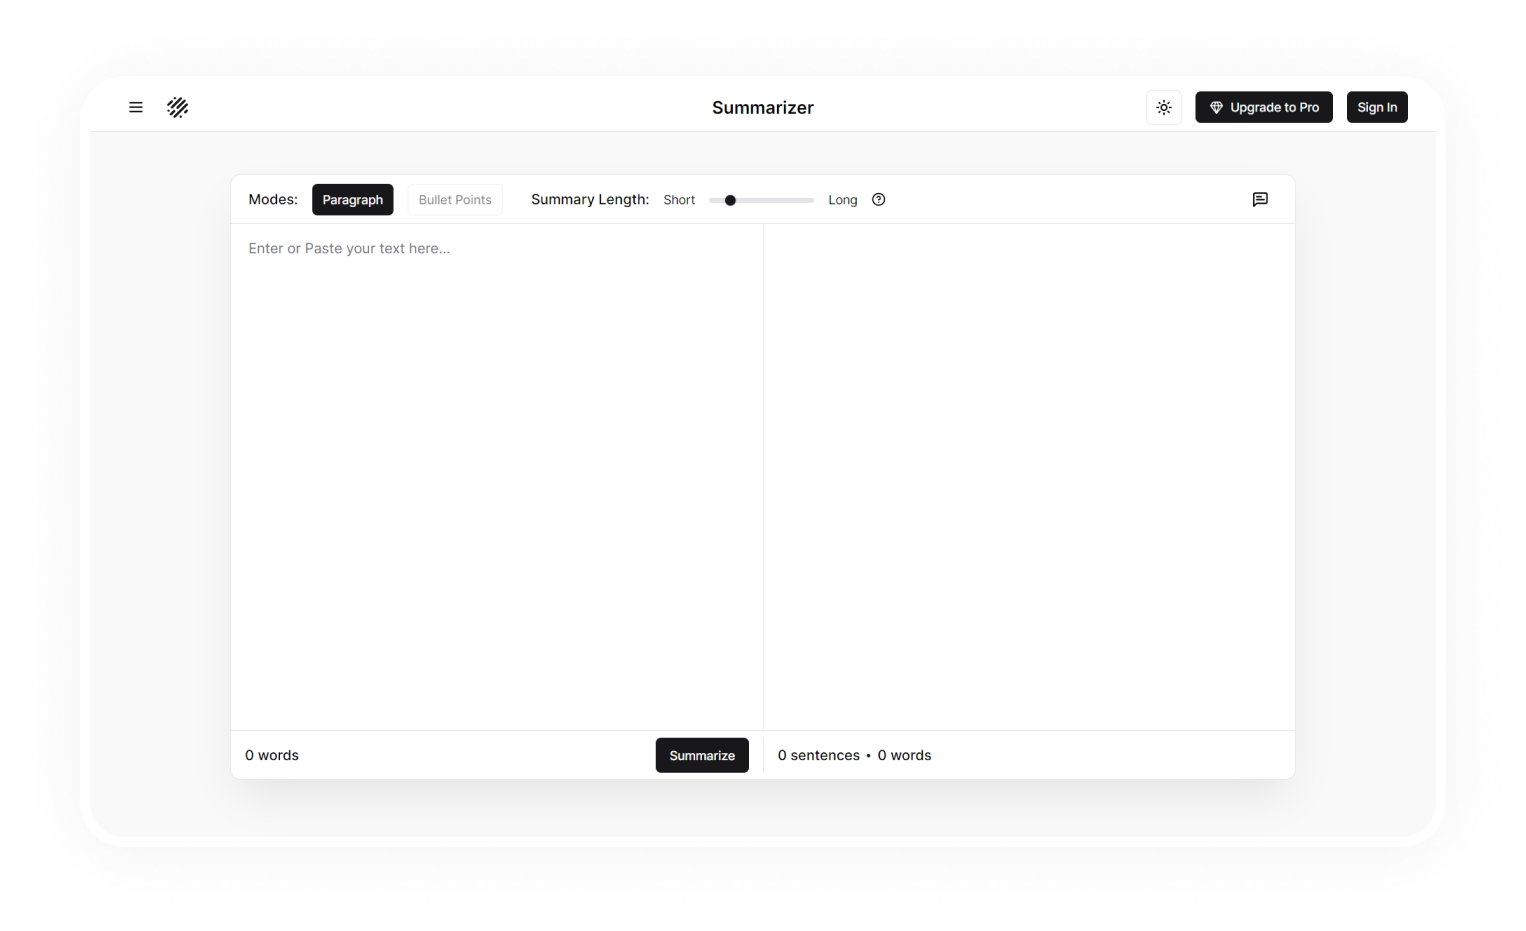 Summarizer
Upgrade to Pro
Sign In
Modes: Paragraph Bullet Points Summary Length: Short Long
Enter or Paste your text here...
0 words
Summarize
0 sentences • 0 words